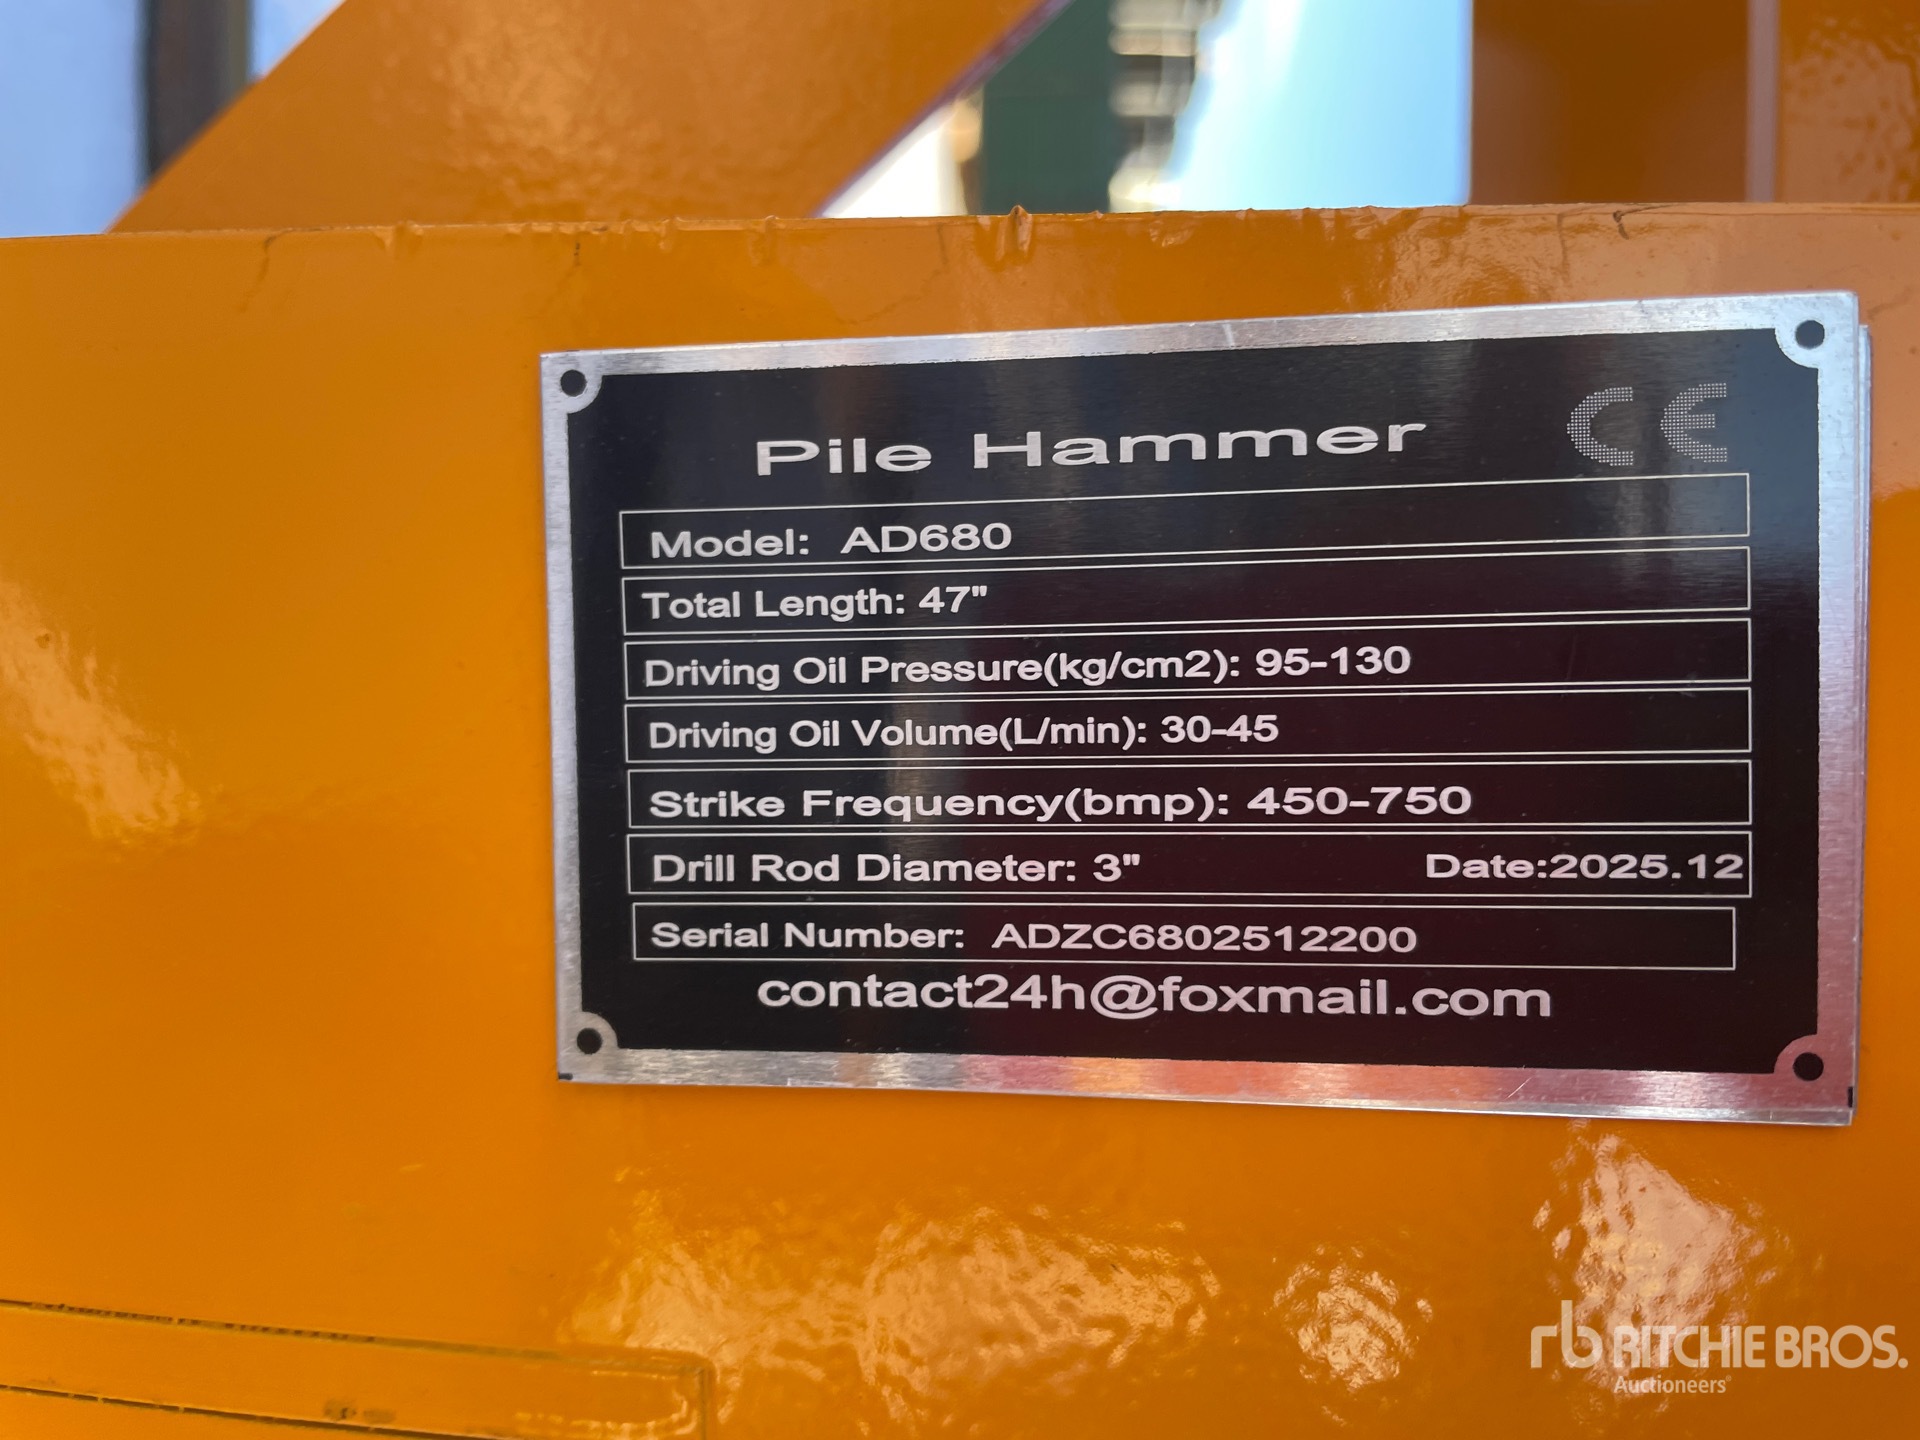 CE
Pile Hammer
Model: AD680
Total Length: 47"
Driving Oil Pressure(kg/cm2): 95-130
Driving Oil Volume(L/min): 30-45
Strike Frequency(bmp): 450-750
Drill Rod Diameter: 3" Date:2025.12
Serial Number: ADZC6802512200
contact24h@foxmail.com
rb RITCHIE BROS.
Auctioneers